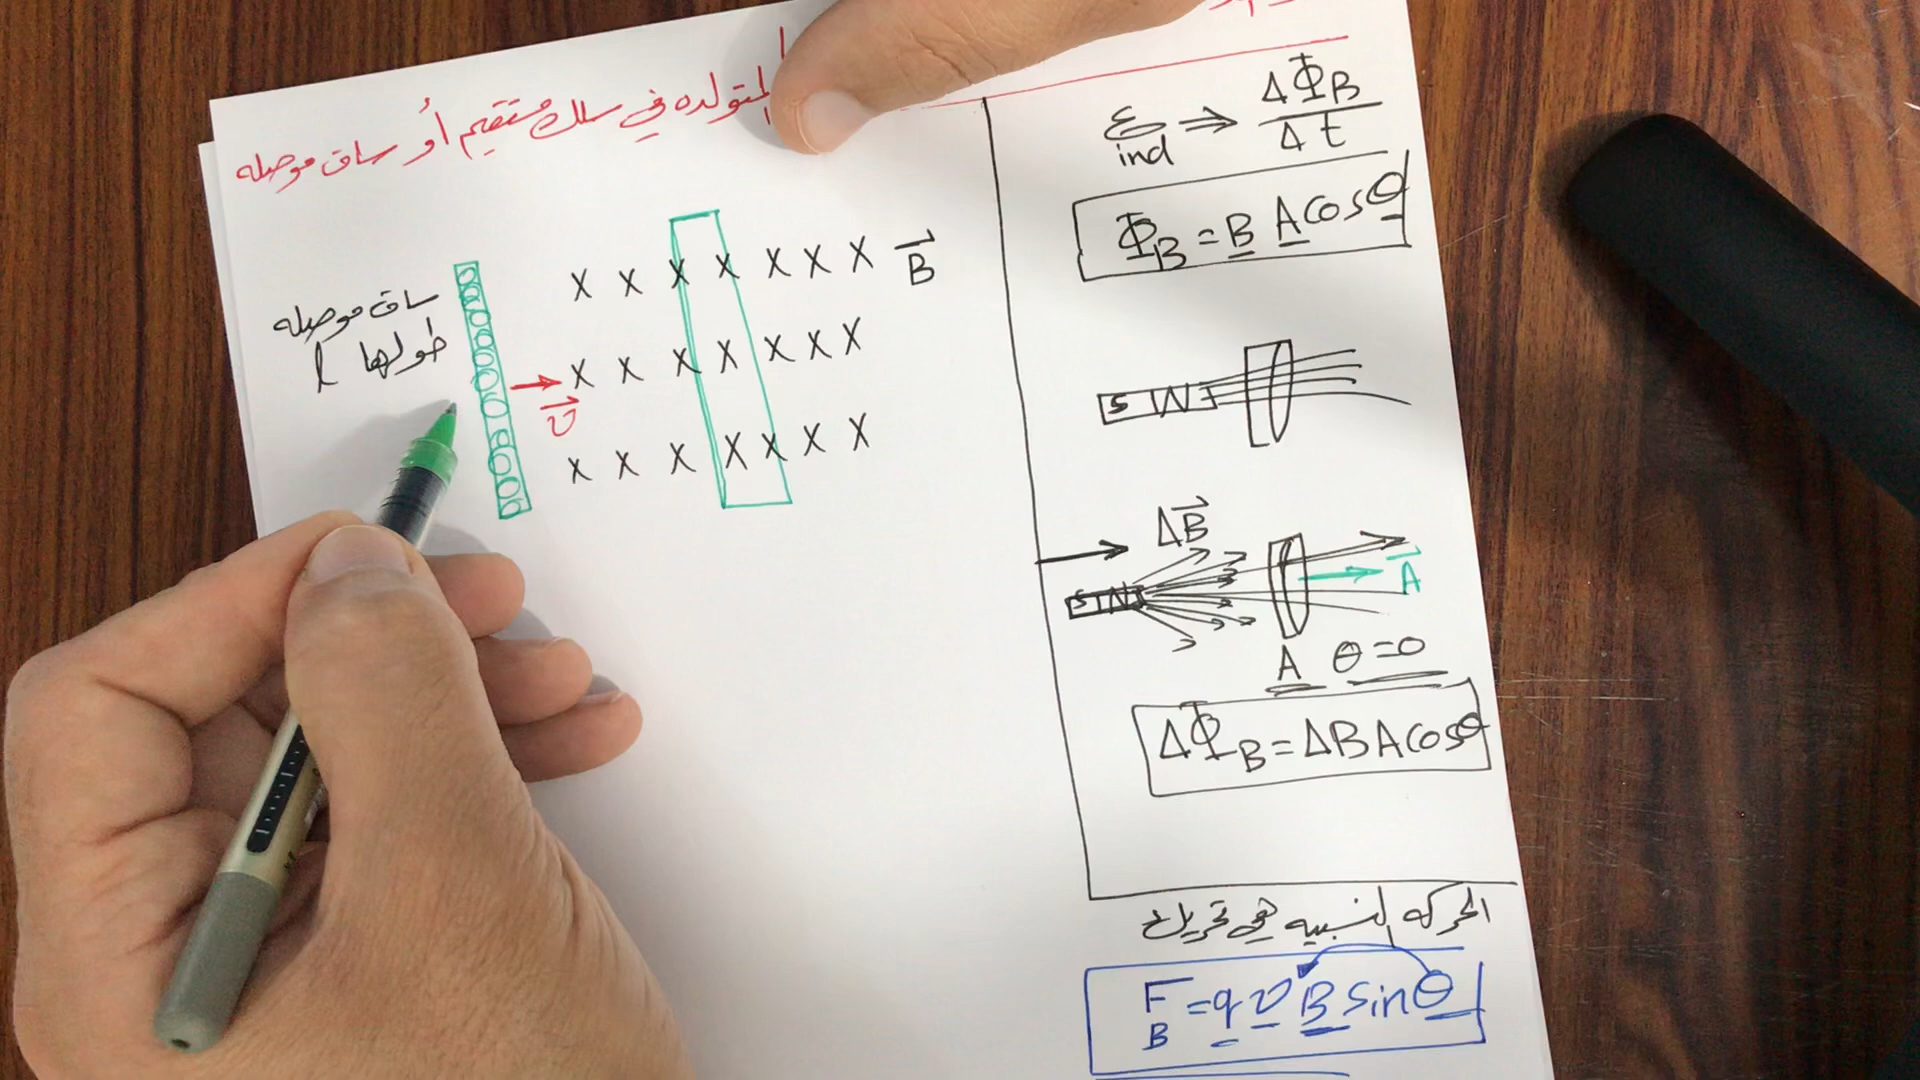 المتولده في سلك مستقيم أو ساق موصله
ساق موصله
طولها l
v
X X X X X X X B
X X X X X X X
X X X X X X X
ε ind ⇒ ΔΦB / Δt
ΦB = B A cosθ
S N
ΔB
S N
A
A θ=0
ΔΦB = ΔB A cosθ
الحركه النسبيه هي تحريك
FB = q v B sinθ